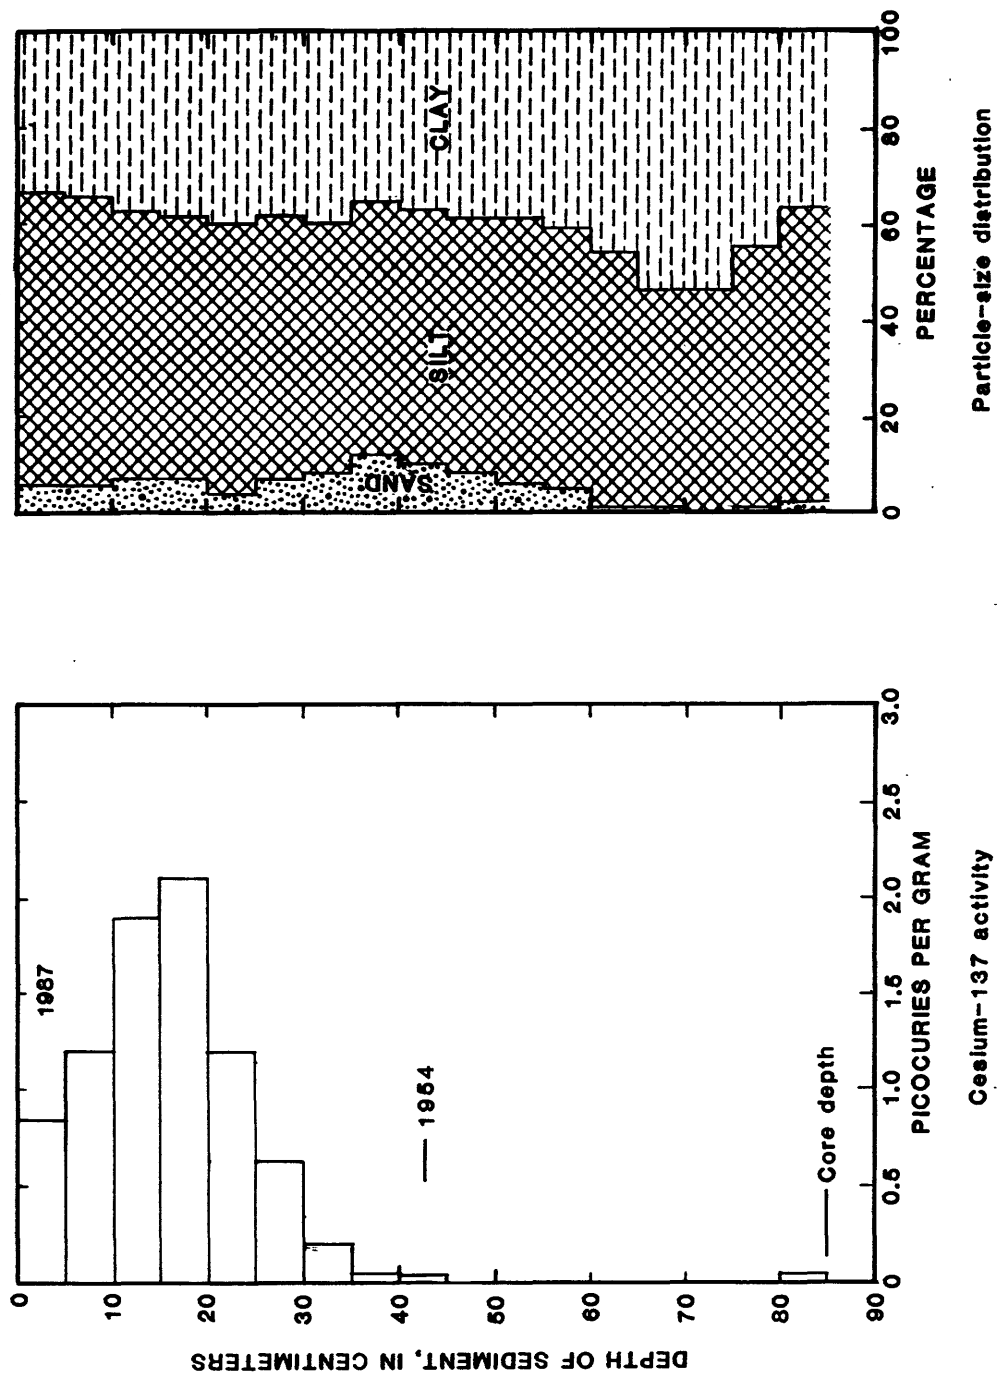 DEPTH OF SEDIMENT, IN CENTIMETERS
0
10
20
30
40
50
60
70
80
90
1987
1954
Core depth
0 0.5 1.0 1.5 2.0 2.5 3.0
PICOCURIES PER GRAM
Cesium-137 activity
SAND
SILT
CLAY
0 20 40 60 80 100
PERCENTAGE
Particle-size distribution